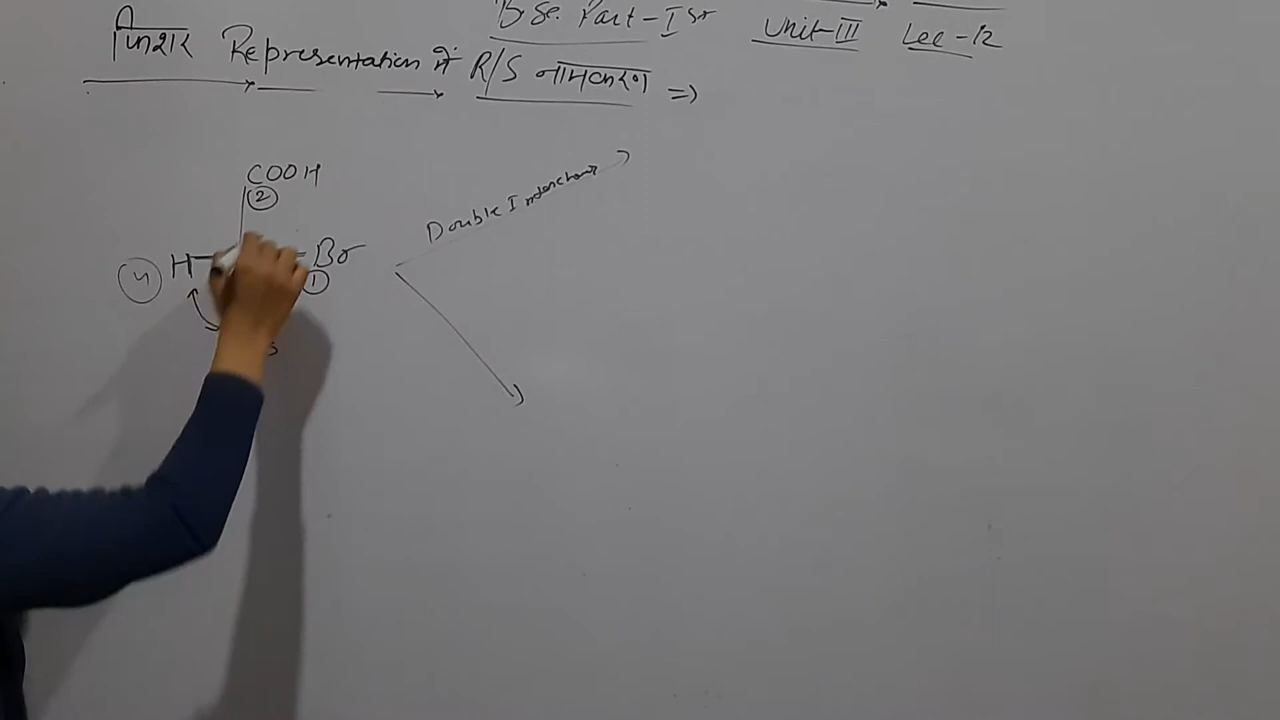 B.Sc. Part-Ist Unit-III Lec-12
फिशर Representation में R/S नामकरण =>
COOH
②
H Br
④ ①
Double Interchange